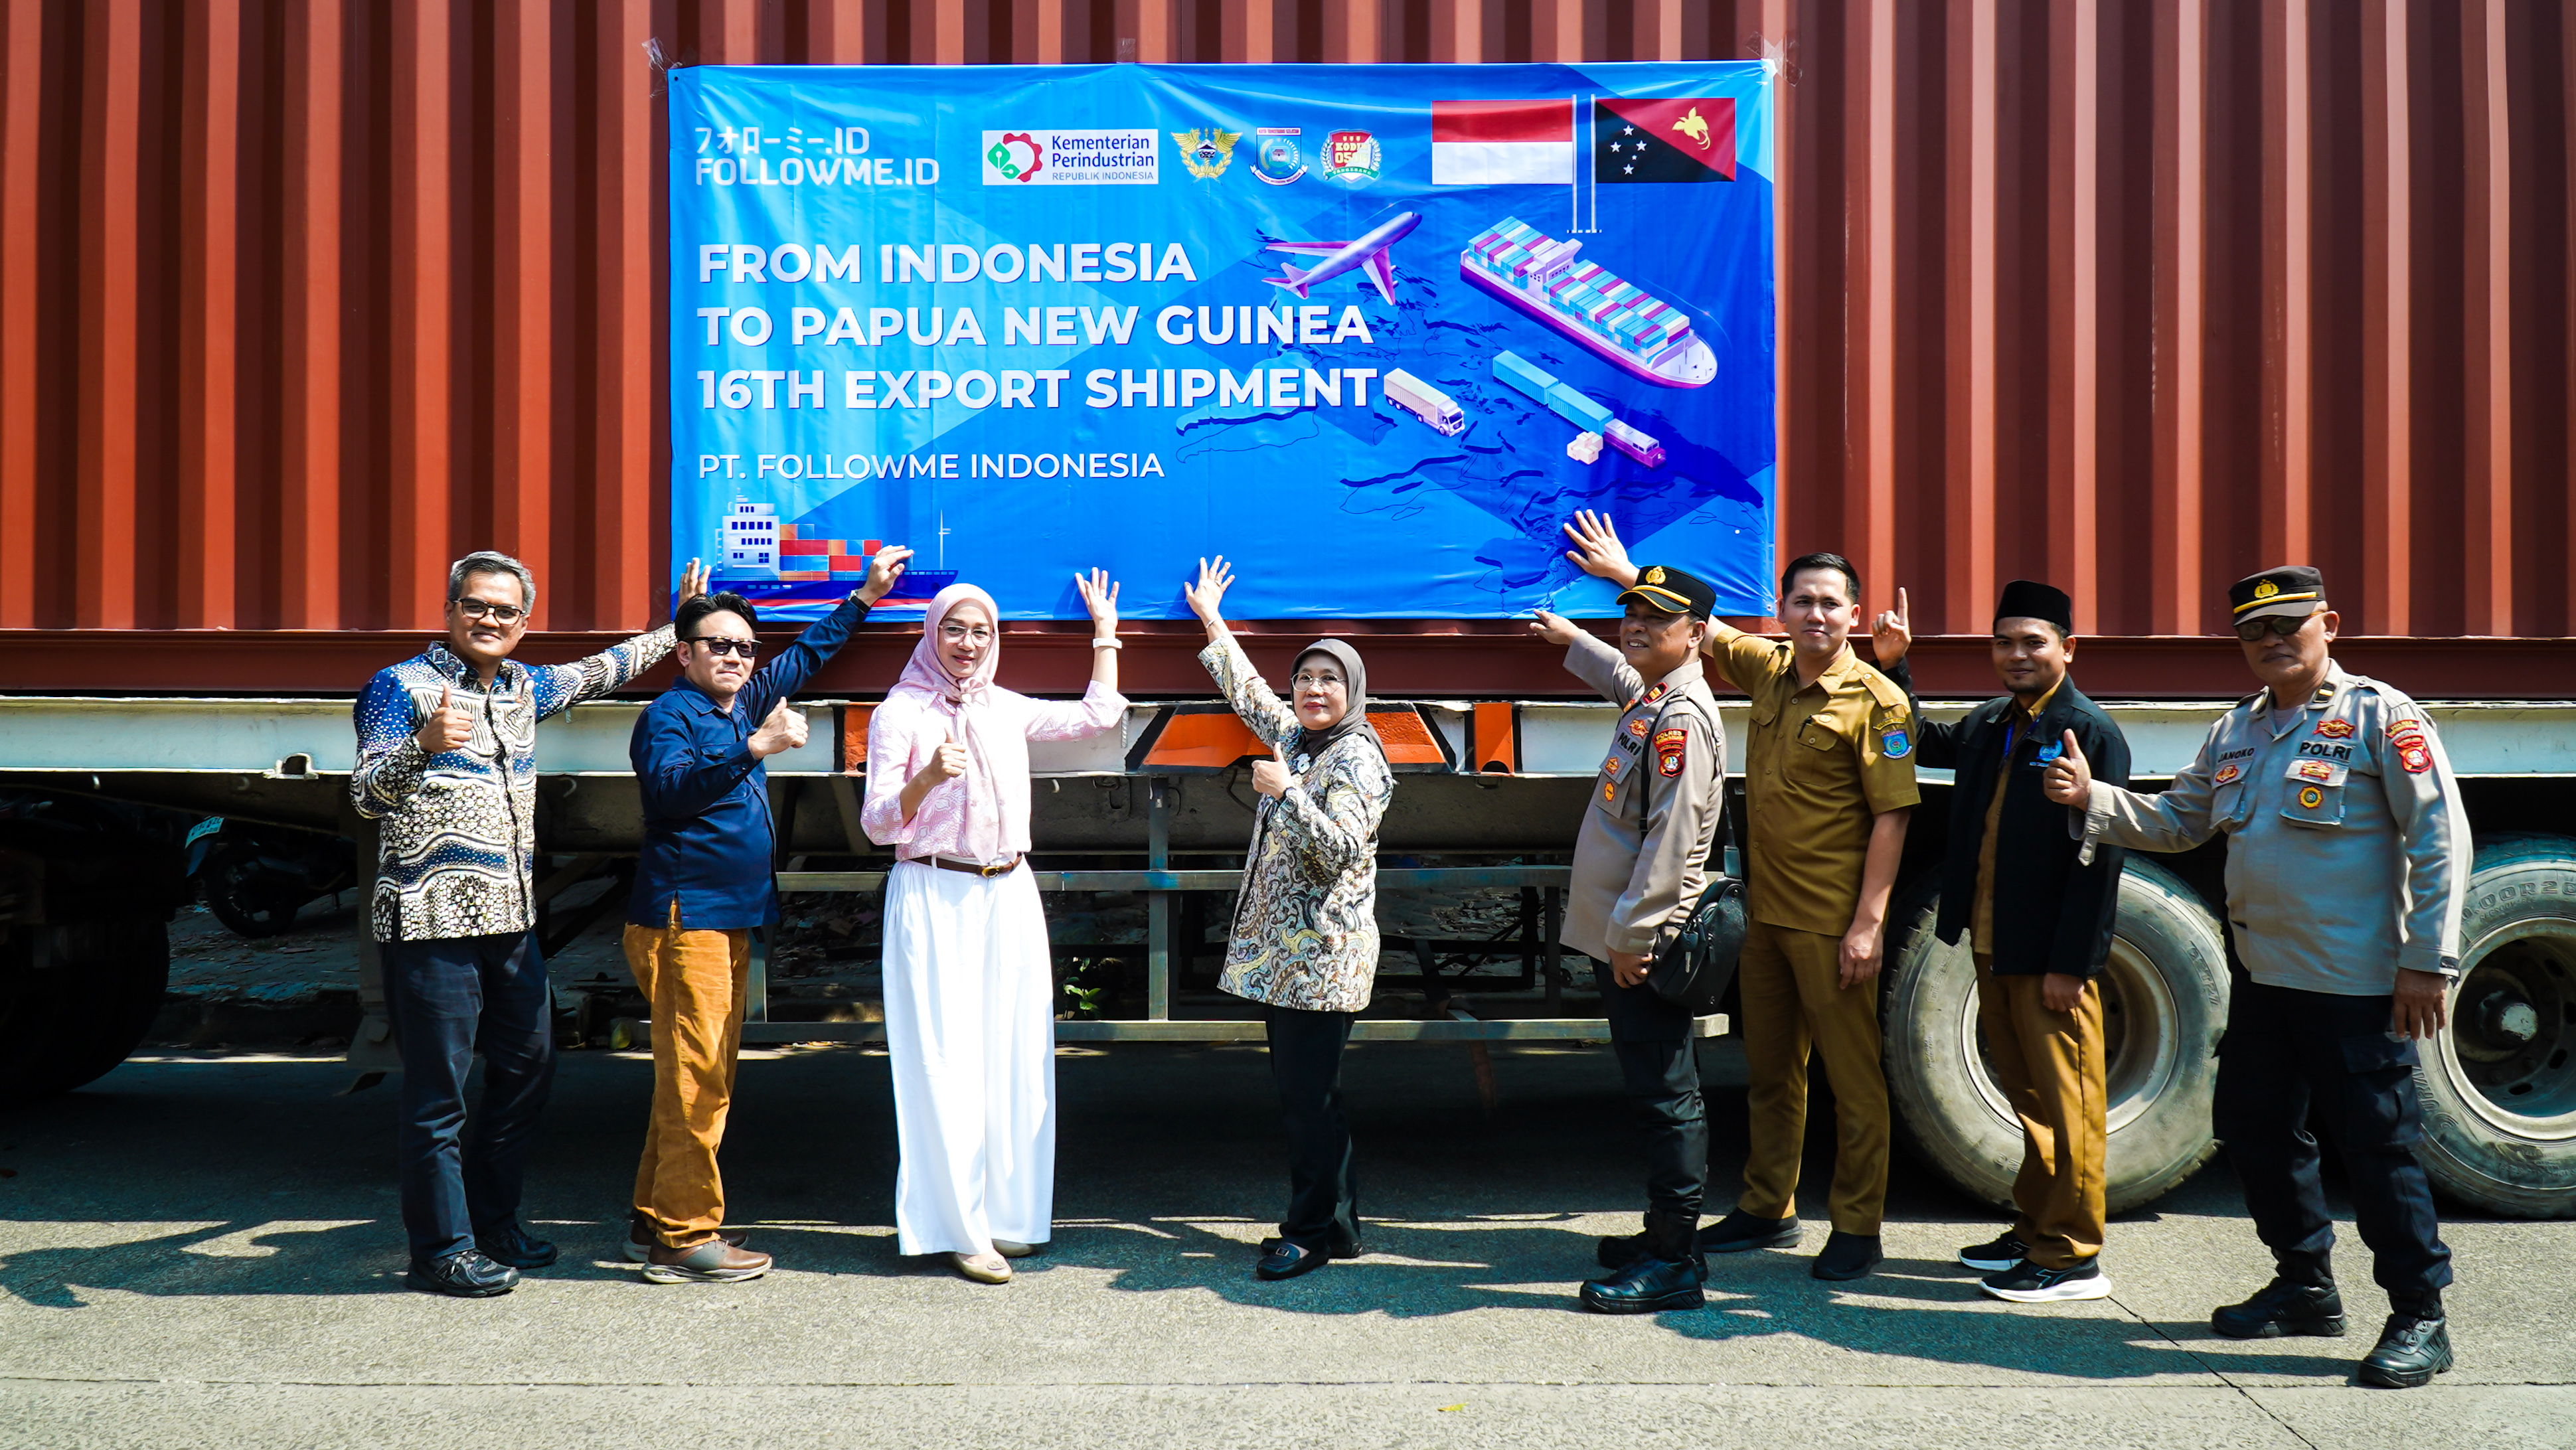 フォローミー.ID
FOLLOWME.ID
Kementerian
Perindustrian
REPUBLIK INDONESIA
FROM INDONESIA
TO PAPUA NEW GUINEA
16TH EXPORT SHIPMENT
PT. FOLLOWME INDONESIA
POLRI
JANOKO
POLRI